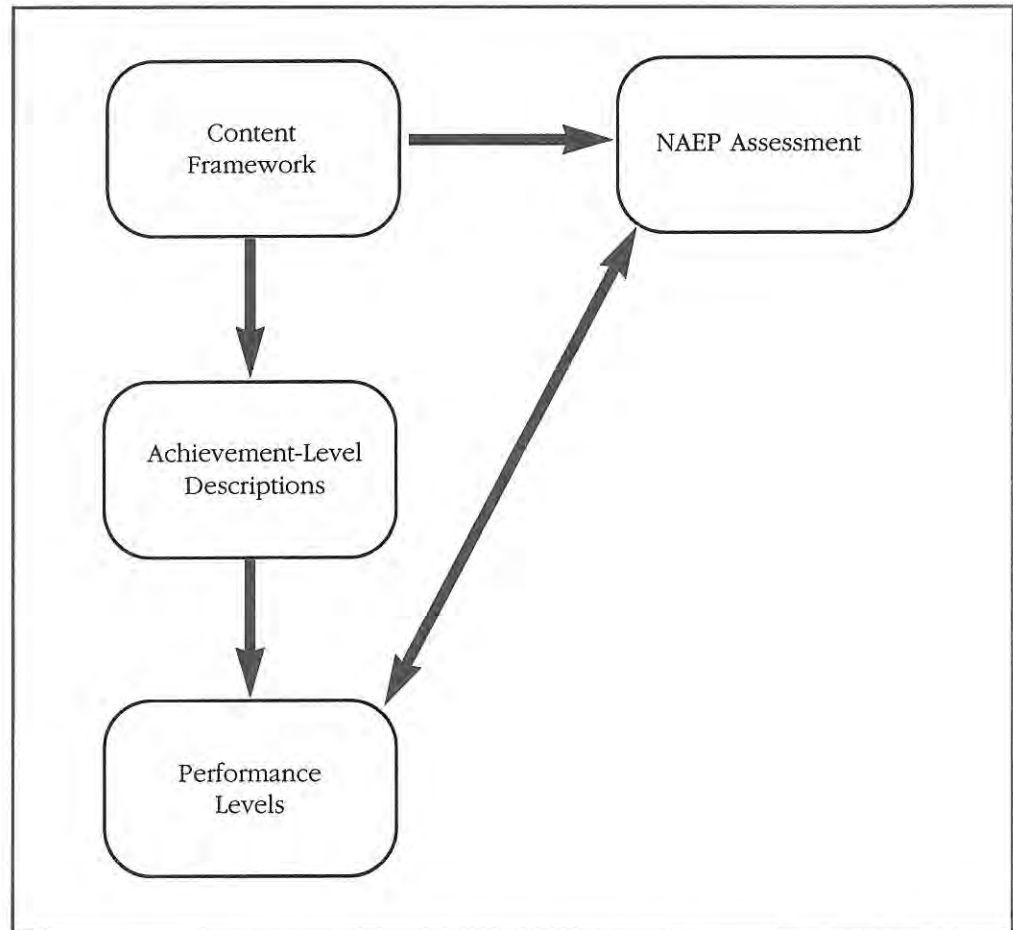 Content
Framework
NAEP Assessment
Achievement-Level
Descriptions
Performance
Levels